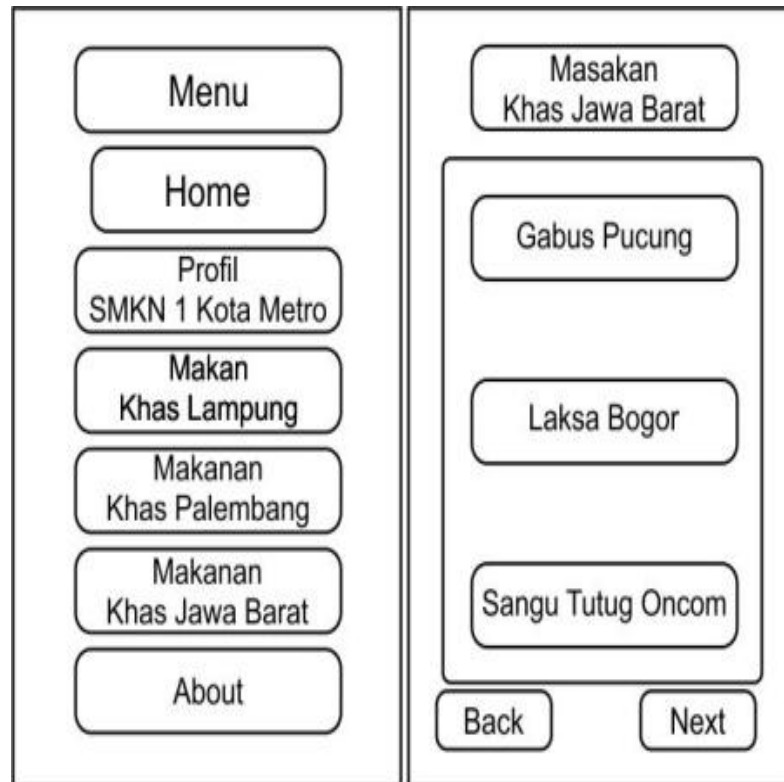 Menu
Home
Profil
SMKN 1 Kota Metro
Makan
Khas Lampung
Makanan
Khas Palembang
Makanan
Khas Jawa Barat
About
Masakan
Khas Jawa Barat
Gabus Pucung
Laksa Bogor
Sangu Tutug Oncom
Back
Next